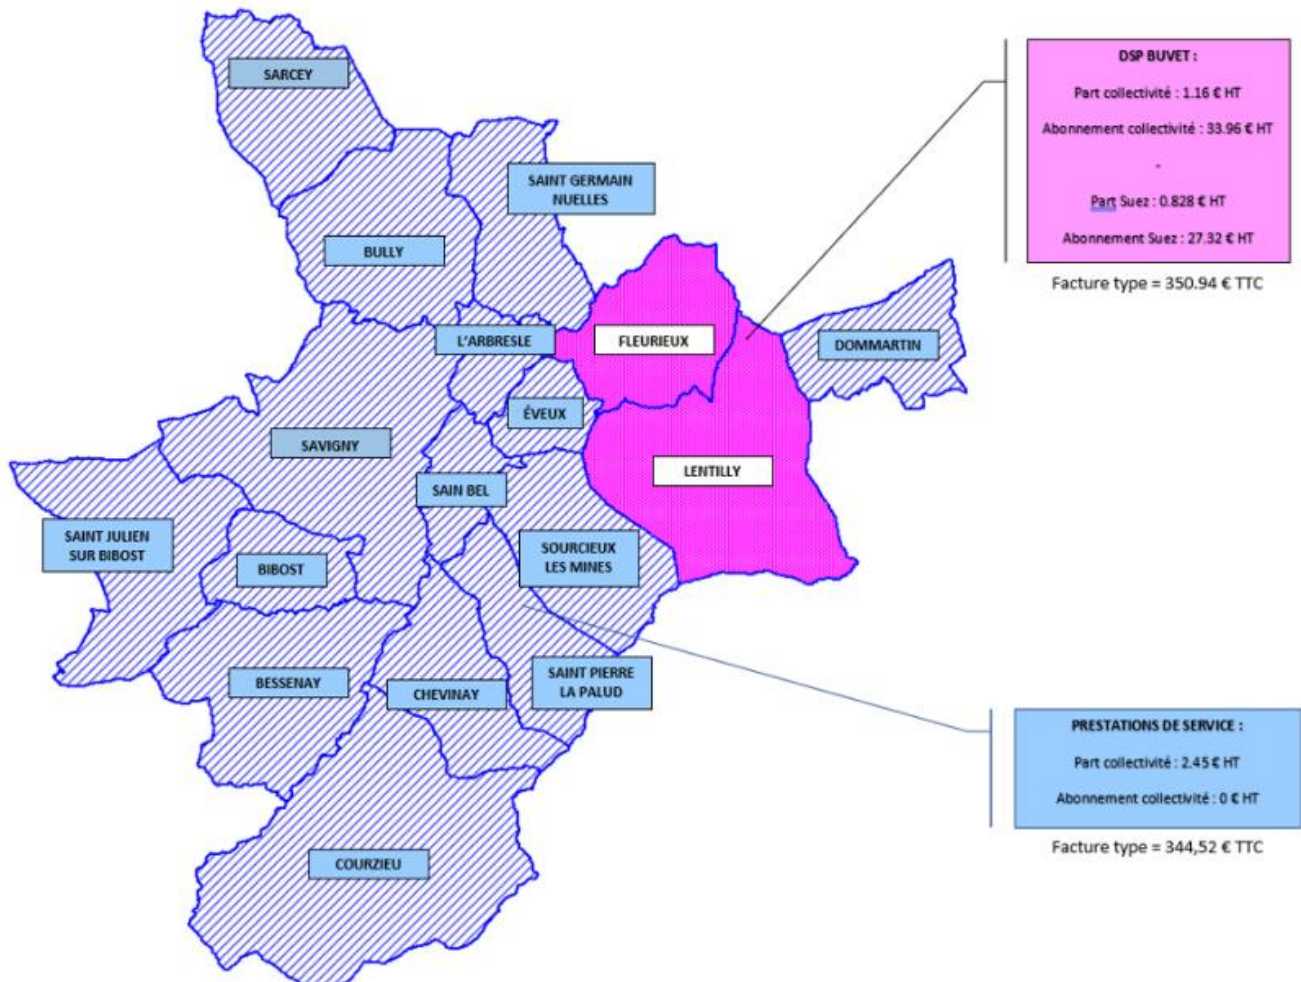 SARCEY
DSP BUVET :
Part collectivité : 1.16 € HT
Abonnement collectivité : 33.96 € HT
-
Part Suez : 0.828 € HT
Abonnement Suez : 27.32 € HT
Facture type = 350.94 € TTC
SAINT GERMAIN
NUELLES
BULLY
L'ARBRESLE
FLEURIEUX
DOMMARTIN
ÉVEUX
SAVIGNY
LENTILLY
SAIN BEL
SAINT JULIEN
SUR BIBOST
BIBOST
SOURCIEUX
LES MINES
BESSENAY
CHEVINAY
SAINT PIERRE
LA PALUD
PRESTATIONS DE SERVICE :
Part collectivité : 2.45 € HT
Abonnement collectivité : 0 € HT
Facture type = 344,52 € TTC
COURZIEU